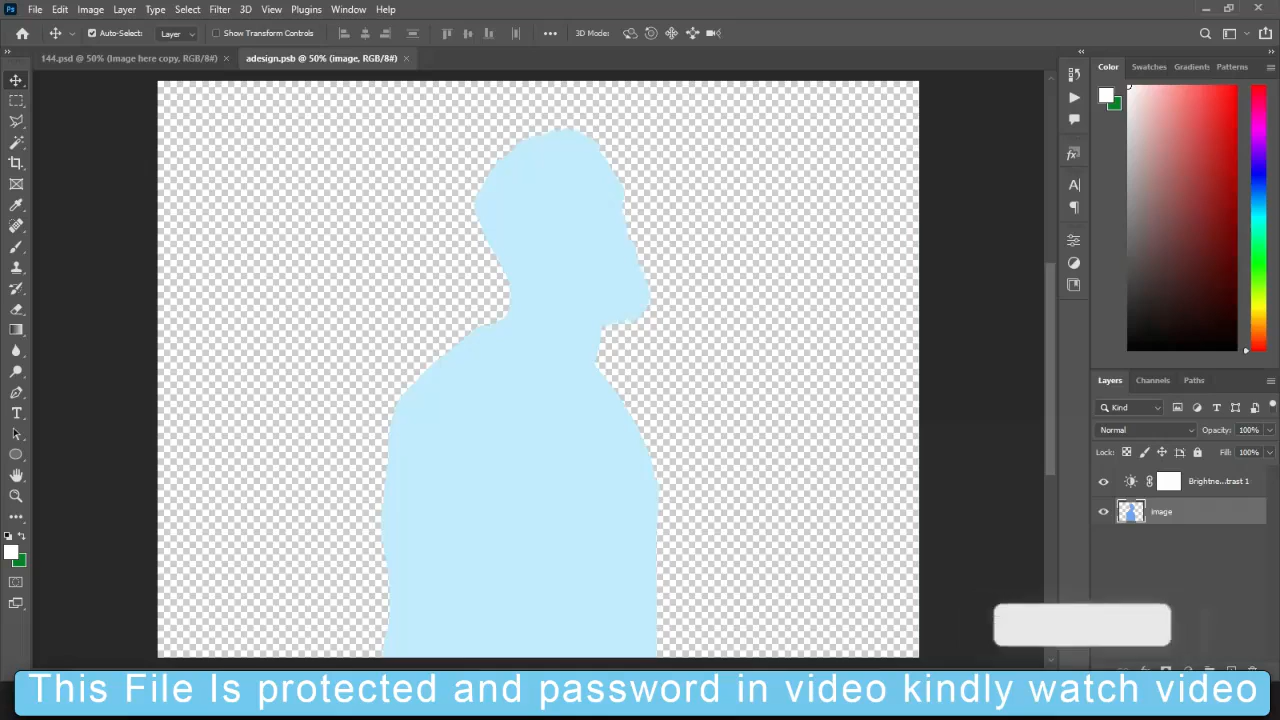 Ps File Edit Image Layer Type Select Filter 3D View Plugins Window Help
Auto-Select: Layer Show Transform Controls 3D Mode:
144.psd @ 50% (Image here copy, RGB/8#) × adesign.psb @ 50% (image, RGB/8#) ×
Color Swatches Gradients Patterns
Layers Channels Paths
Kind
Normal Opacity: 100%
Lock: Fill: 100%
Brightne...trast 1
image
This File Is protected and password in video kindly watch video